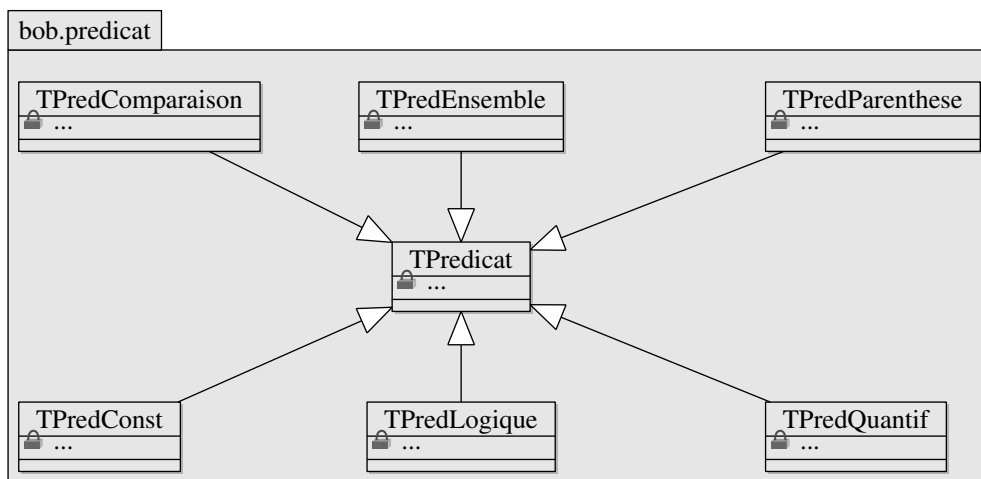 bob.predicat
TPredComparaison
...
TPredEnsemble
...
TPredParenthese
...
TPredicat
...
TPredConst
...
TPredLogique
...
TPredQuantif
...